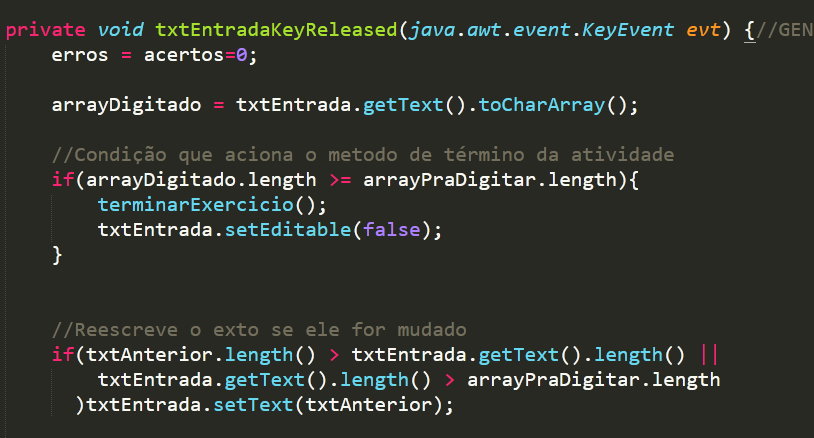 private void txtEntradaKeyReleased(java.awt.event.KeyEvent evt) {//GEN
erros = acertos=0;
arrayDigitado = txtEntrada.getText().toCharArray();
//Condição que aciona o metodo de término da atividade
if(arrayDigitado.length >= arrayPraDigitar.length){
terminarExercicio();
txtEntrada.setEditable(false);
}
//Reescreve o exto se ele for mudado
if(txtAnterior.length() > txtEntrada.getText().length() ||
txtEntrada.getText().length() > arrayPraDigitar.length
)txtEntrada.setText(txtAnterior);